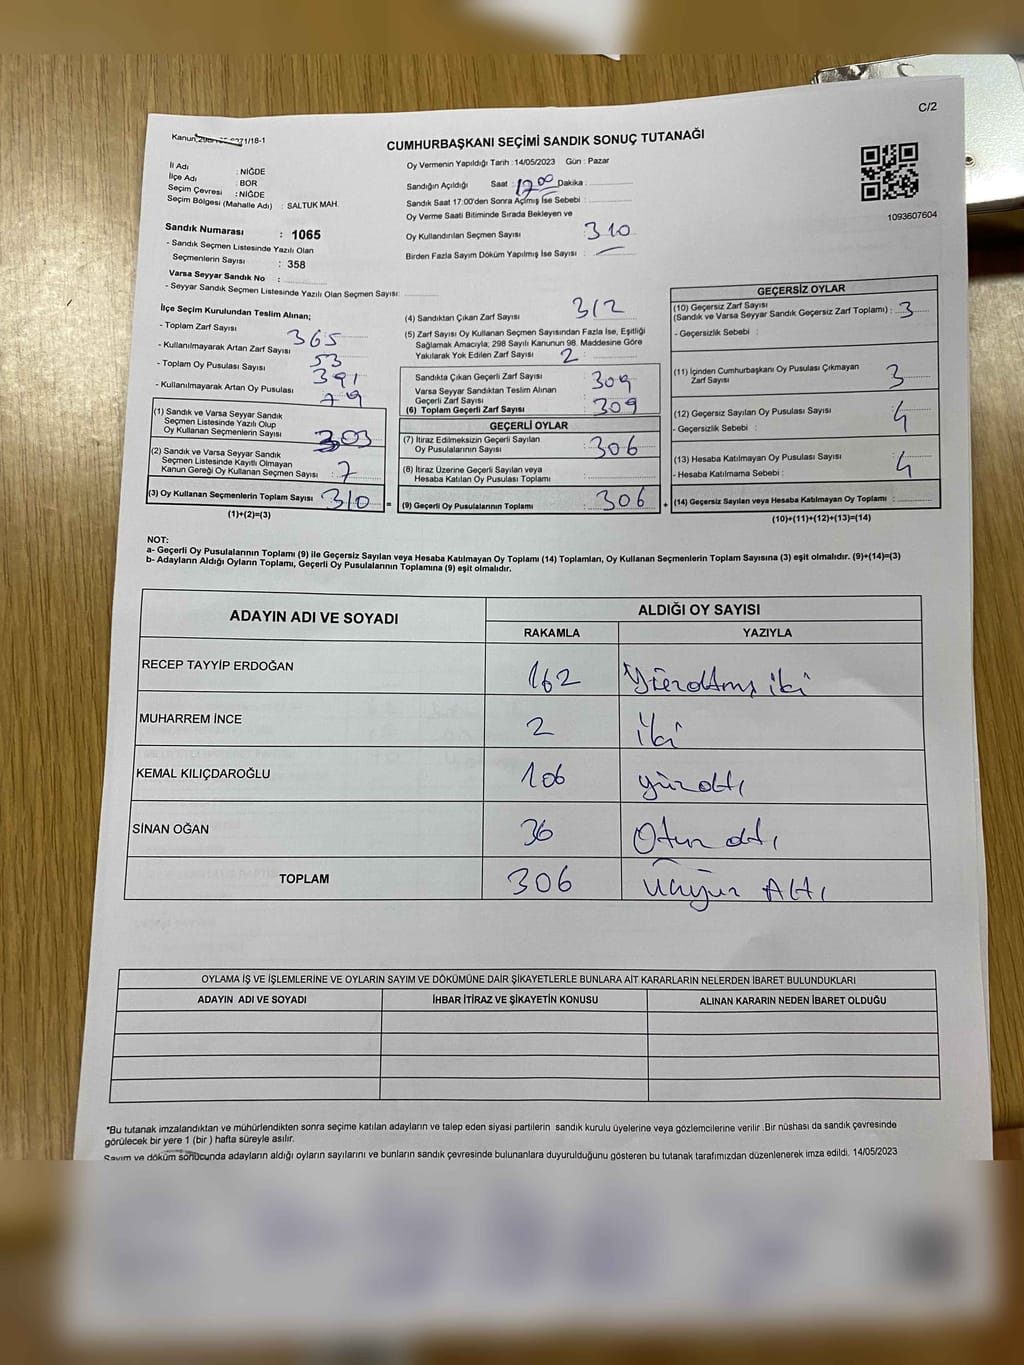 C/2
Kanun
CUMHURBAŞKANI SEÇİMİ SANDIK SONUÇ TUTANAĞI
İl Adı : NİĞDE
İlçe Adı : BOR
Seçim Çevresi : NİĞDE
Seçim Bölgesi (Mahalle Adı) : SALTUK MAH.
Oy Vermenin Yapıldığı Tarih :14/05/2023 Gün : Pazar
Sandığın Açıldığı Saat : 17:00 Dakika :
Sandık Saat 17:00'den Sonra Açılmış İse Sebebi :
Oy Verme Saati Bitiminde Sırada Bekleyen ve
Oy Kullandırılan Seçmen Sayısı :310
Birden Fazla Sayım Döküm Yapılmış İse Sayısı :
1093607604
Sandık Numarası : 1065
- Sandık Seçmen Listesinde Yazılı Olan
Seçmenlerin Sayısı : 358
Varsa Seyyar Sandık No :
- Seyyar Sandık Seçmen Listesinde Yazılı Olan Seçmen Sayısı:
İlçe Seçim Kurulundan Teslim Alınan;
- Toplam Zarf Sayısı 365
- Kullanılmayarak Artan Zarf Sayısı 53
- Toplam Oy Pusulası Sayısı 391
- Kullanılmayarak Artan Oy Pusulası 79
(1) Sandık ve Varsa Seyyar Sandık
Seçmen Listesinde Yazılı Olup
Oy Kullanan Seçmenlerin Sayısı 303
(2) Sandık ve Varsa Seyyar Sandık
Seçmen Listesinde Kayıtlı Olmayan
Kanun Gereği Oy Kullanan Seçmen Sayısı : 7
(3) Oy Kullanan Seçmenlerin Toplam Sayısı 310
(1)+(2)=(3)
(4) Sandıktan Çıkan Zarf Sayısı 312
(5) Zarf Sayısı Oy Kullanan Seçmen Sayısından Fazla İse, Eşitliği
Sağlamak Amacıyla; 298 Sayılı Kanunun 98. Maddesine Göre
Yakılarak Yok Edilen Zarf Sayısı 2
Sandıkta Çıkan Geçerli Zarf Sayısı : 309
Varsa Seyyar Sandıktan Teslim Alınan
Geçerli Zarf Sayısı
(6) Toplam Geçerli Zarf Sayısı : 309
GEÇERLİ OYLAR
(7) İtiraz Edilmeksizin Geçerli Sayılan
Oy Pusulalarının Sayısı : 306
(8) İtiraz Üzerine Geçerli Sayılan veya
Hesaba Katılan Oy Pusulası Toplamı :
= (9) Geçerli Oy Pusulalarının Toplamı : 306 +
GEÇERSİZ OYLAR
(10) Geçersiz Zarf Sayısı
(Sandık ve Varsa Seyyar Sandık Geçersiz Zarf Toplamı) : 3
- Geçersizlik Sebebi :
(11) İçinden Cumhurbaşkanı Oy Pusulası Çıkmayan
Zarf Sayısı 3
(12) Geçersiz Sayılan Oy Pusulası Sayısı : 4
- Geçersizlik Sebebi :
(13) Hesaba Katılmayan Oy Pusulası Sayısı : 4
- Hesaba Katılmama Sebebi :
(14) Geçersiz Sayılan veya Hesaba Katılmayan Oy Toplamı :
(10)+(11)+(12)+(13)=(14)
NOT:
a- Geçerli Oy Pusulalarının Toplamı (9) ile Geçersiz Sayılan veya Hesaba Katılmayan Oy Toplamı (14) Toplamları, Oy Kullanan Seçmenlerin Toplam Sayısına (3) eşit olmalıdır. (9)+(14)=(3)
b- Adayların Aldığı Oyların Toplamı, Geçerli Oy Pusulalarının Toplamına (9) eşit olmalıdır.
ADAYIN ADI VE SOYADI ALDIĞI OY SAYISI
RAKAMLA YAZIYLA
RECEP TAYYİP ERDOĞAN 162 Yüzaltmış iki
MUHARREM İNCE 2 iki
KEMAL KILIÇDAROĞLU 106 yüzaltı
SİNAN OĞAN 36 Otuz altı
TOPLAM 306 üçyüz Altı
OYLAMA İŞ VE İŞLEMLERİNE VE OYLARIN SAYIM VE DÖKÜMÜNE DAİR ŞİKAYETLERLE BUNLARA AİT KARARLARIN NELERDEN İBARET BULUNDUKLARI
ADAYIN ADI VE SOYADI İHBAR İTİRAZ VE ŞİKAYETİN KONUSU ALINAN KARARIN NEDEN İBARET OLDUĞU
*Bu tutanak imzalandıktan ve mühürlendikten sonra seçime katılan adayların ve talep eden siyasi partilerin sandık kurulu üyelerine veya gözlemcilerine verilir .Bir nüshası da sandık çevresinde
görülecek bir yere 1 (bir ) hafta süreyle asılır.
Sayım ve döküm sonucunda adayların aldığı oyların sayılarını ve bunların sandık çevresinde bulunanlara duyurulduğunu gösteren bu tutanak tarafımızdan düzenlenerek imza edildi. 14/05/2023